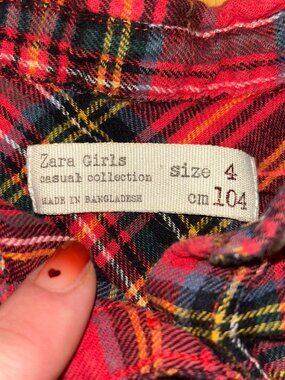 Zara Girls size 4
casual collection
MADE IN BANGLADESH cm 104